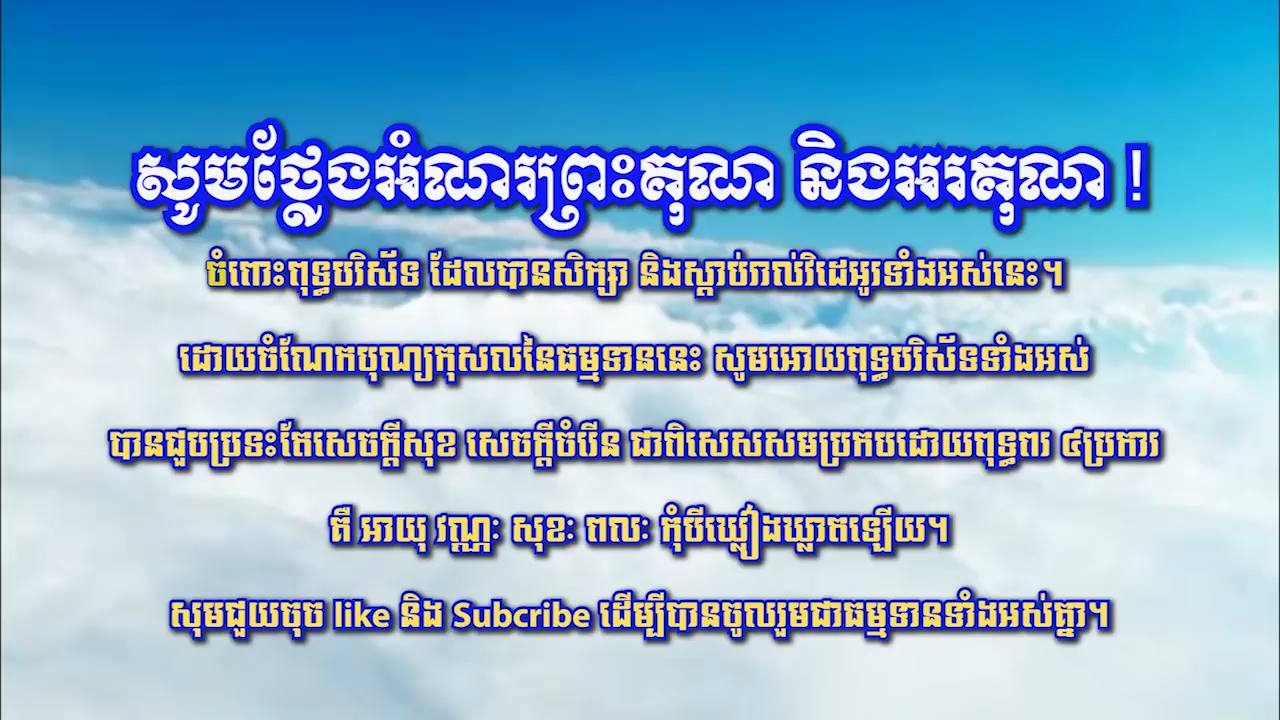 សូមថ្លែងអំណរព្រះគុណ និងអរគុណ !
ចំពោះពុទ្ធបរិស័ទ ដែលបានសិក្សា និងស្តាប់រាល់វិដេអូរទាំងអស់នេះ។
ដោយចំណែកបុណ្យកុសលនៃធម្មទាននេះ សូមអោយពុទ្ធបរិស័ទទាំងអស់
បានជួបប្រទះតែសេចក្តីសុខ សេចក្តីចំរើន ជាពិសេសសមប្រកបដោយពុទ្ធពរ ៤ប្រការ
គឺ អាយុ វណ្ណៈ សុខៈ ពលៈ កុំបីឃ្លៀងឃ្លាតឡើយ។
សុមជួយចុច like និង Subcribe ដើម្បីបានចូលរួមជាធម្មទានទាំងអស់គ្នា។